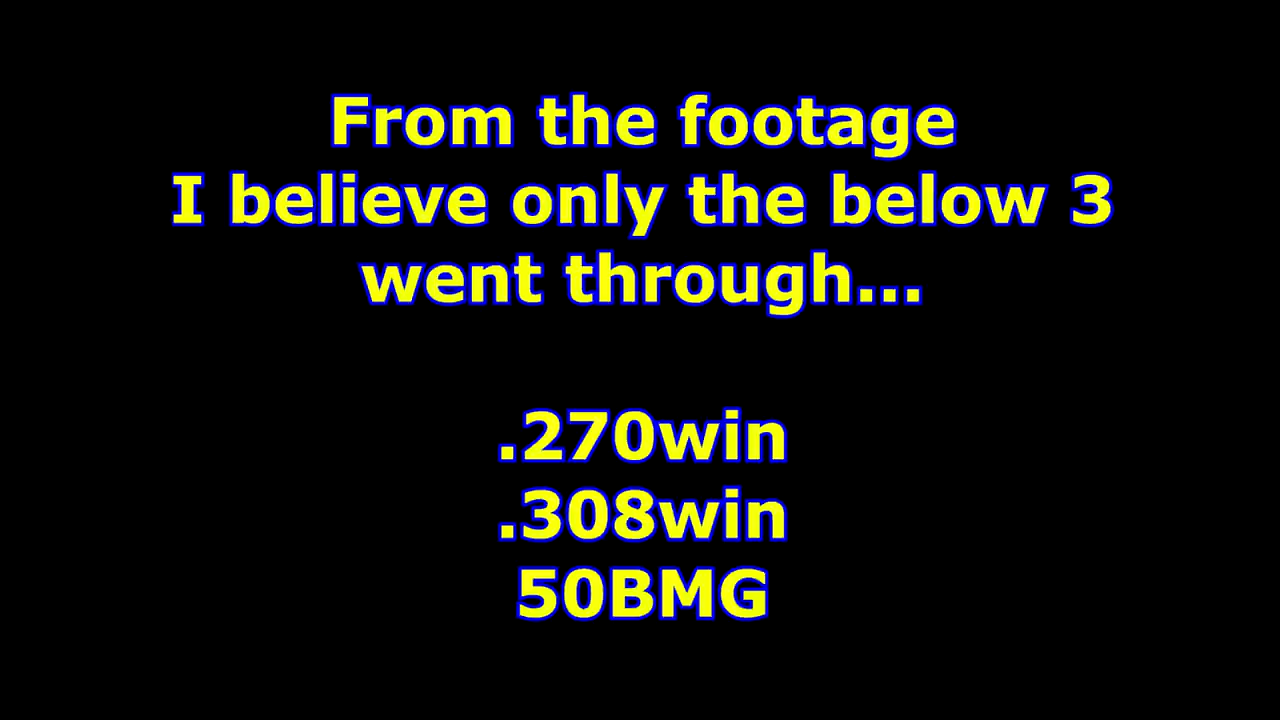 From the footage
I believe only the below 3
went through...
.270win
.308win
50BMG